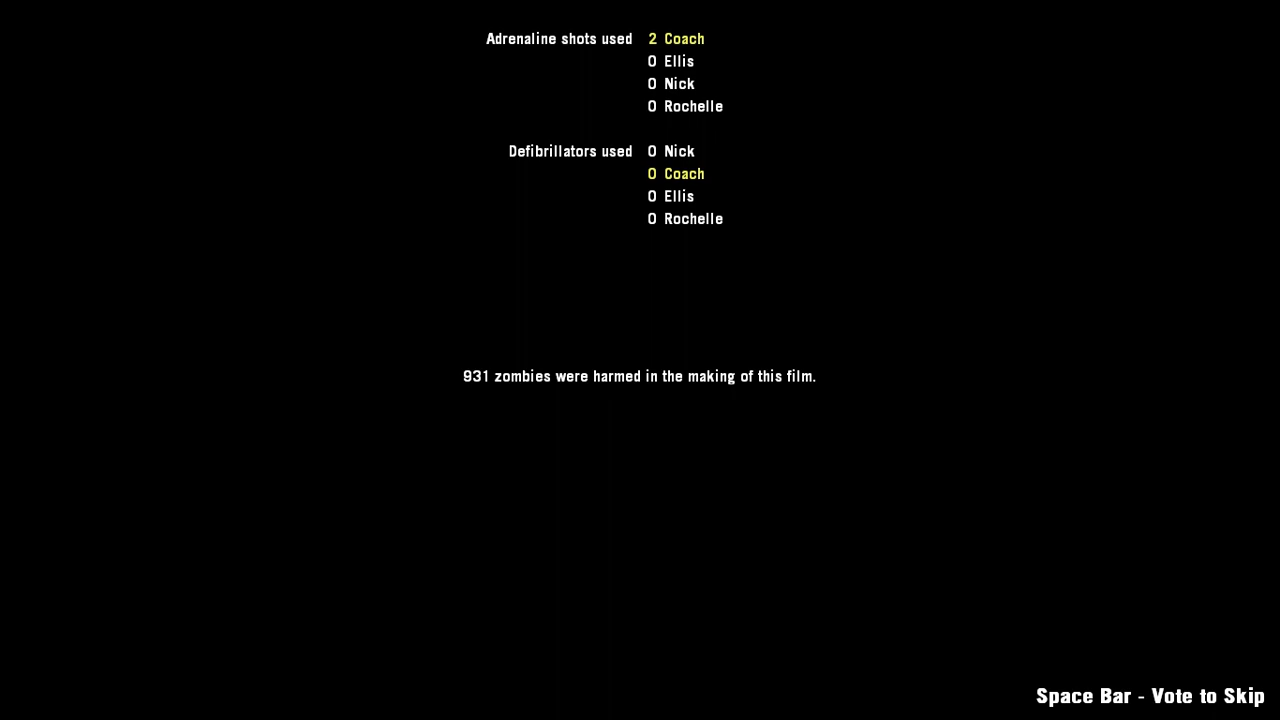 Adrenaline shots used 2 Coach
0 Ellis
0 Nick
0 Rochelle
Defibrillators used 0 Nick
0 Coach
0 Ellis
0 Rochelle
931 zombies were harmed in the making of this film.
Space Bar - Vote to Skip